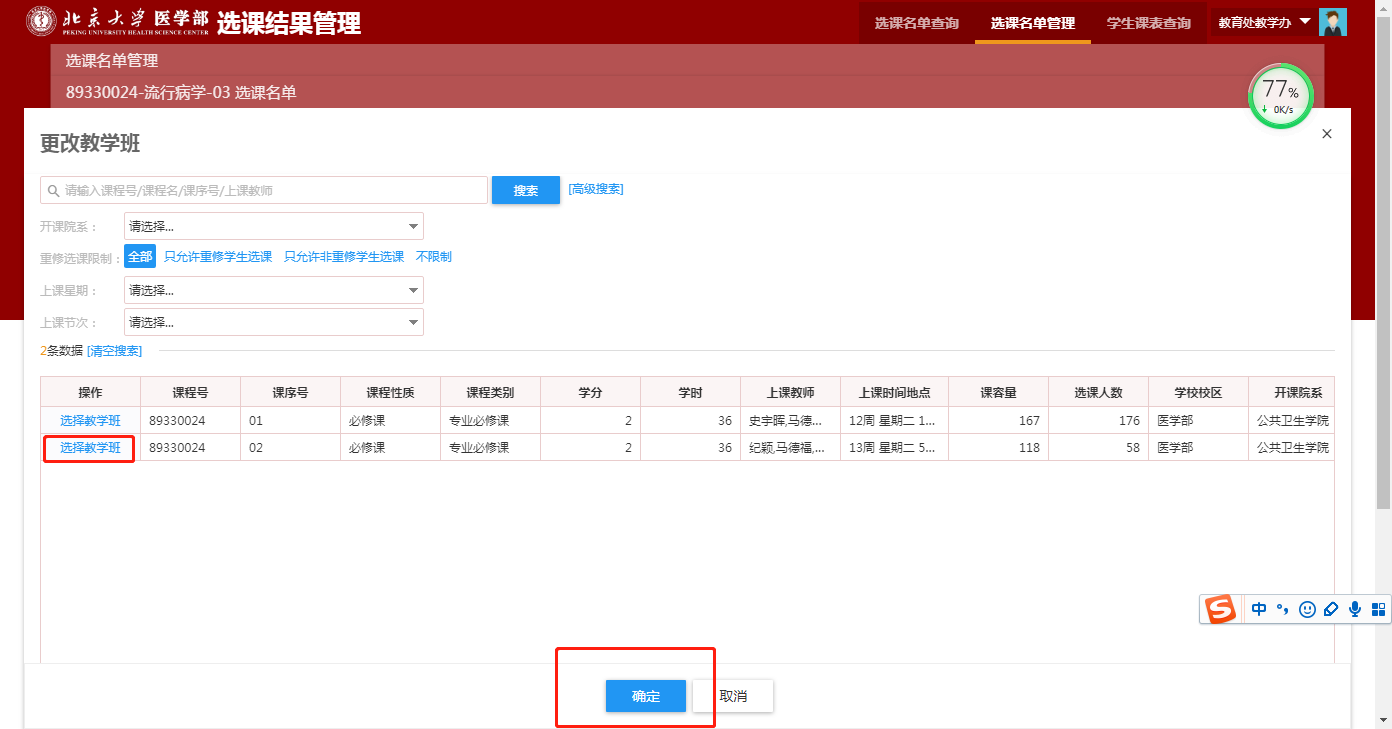 北京大学医学部 选课结果管理 选课名单查询 选课名单管理 学生课表查询 教育处教学办
PEKING UNIVERSITY HEALTH SCIENCE CENTER
选课名单管理
89330024-流行病学-03 选课名单
77%
0K/s
更改教学班
请输入课程号/课程名/课序号/上课教师 搜索 [高级搜索]
开课院系： 请选择...
重修选课限制： 全部 只允许重修学生选课 只允许非重修学生选课 不限制
上课星期： 请选择...
上课节次： 请选择...
2条数据 [清空搜索]
操作 课程号 课序号 课程性质 课程类别 学分 学时 上课教师 上课时间地点 课容量 选课人数 学校校区 开课院系
选择教学班 89330024 01 必修课 专业必修课 2 36 史宇晖,马德... 12周 星期二 1... 167 176 医学部 公共卫生学院
选择教学班 89330024 02 必修课 专业必修课 2 36 纪颖,马德福,... 13周 星期二 5... 118 58 医学部 公共卫生学院
中
确定 取消